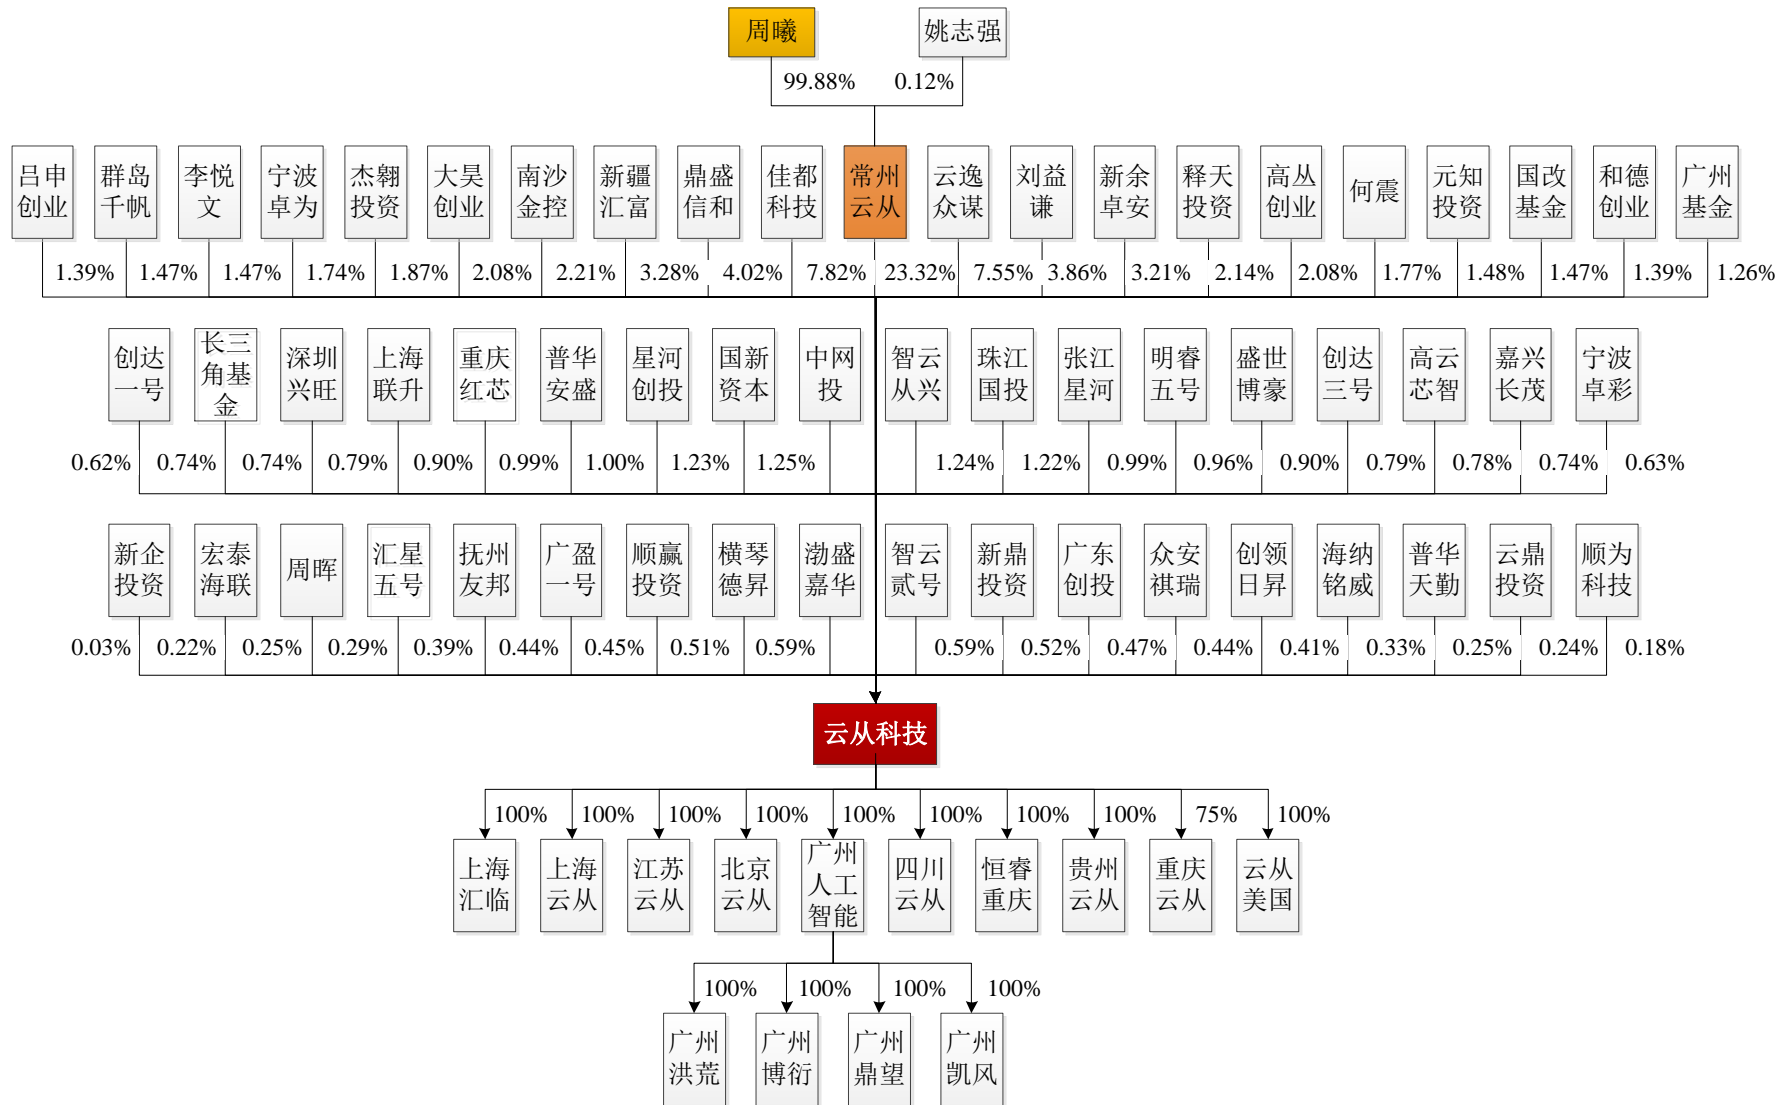 周曦
姚志强
99.88% 0.12%
吕申 群岛 李悦 宁波 杰翱 大昊 南沙 新疆 鼎盛 佳都 常州 云逸 刘益 新余 释天 高丛 何震 元知 国改 和德 广州
创业 千帆 文 卓为 投资 创业 金控 汇富 信和 科技 云从 众谋 谦 卓安 投资 创业 投资 基金 创业 基金
1.39% 1.47% 1.47% 1.74% 1.87% 2.08% 2.21% 3.28% 4.02% 7.82% 23.32% 7.55% 3.86% 3.21% 2.14% 2.08% 1.77% 1.48% 1.47% 1.39% 1.26%
创达 长三 深圳 上海 重庆 普华 星河 国新 中网 智云 珠江 张江 明睿 盛世 创达 高云 嘉兴 宁波
一号 角基 兴旺 联升 红芯 安盛 创投 资本 投 从兴 国投 星河 五号 博豪 三号 芯智 长茂 卓彩
金
0.62% 0.74% 0.74% 0.79% 0.90% 0.99% 1.00% 1.23% 1.25% 1.24% 1.22% 0.99% 0.96% 0.90% 0.79% 0.78% 0.74% 0.63%
新企 宏泰 周晖 汇星 抚州 广盈 顺赢 横琴 渤盛 智云 新鼎 广东 众安 创领 海纳 普华 云鼎 顺为
投资 海联 五号 友邦 一号 投资 德昇 嘉华 贰号 投资 创投 祺瑞 日昇 铭威 天勤 投资 科技
0.03% 0.22% 0.25% 0.29% 0.39% 0.44% 0.45% 0.51% 0.59% 0.59% 0.52% 0.47% 0.44% 0.41% 0.33% 0.25% 0.24% 0.18%
云从科技
100% 100% 100% 100% 100% 100% 100% 100% 75% 100%
上海 上海 江苏 北京 广州 四川 恒睿 贵州 重庆 云从
汇临 云从 云从 云从 人工 云从 重庆 云从 云从 美国
智能
100% 100% 100% 100%
广州 广州 广州 广州
洪荒 博衍 鼎望 凯风